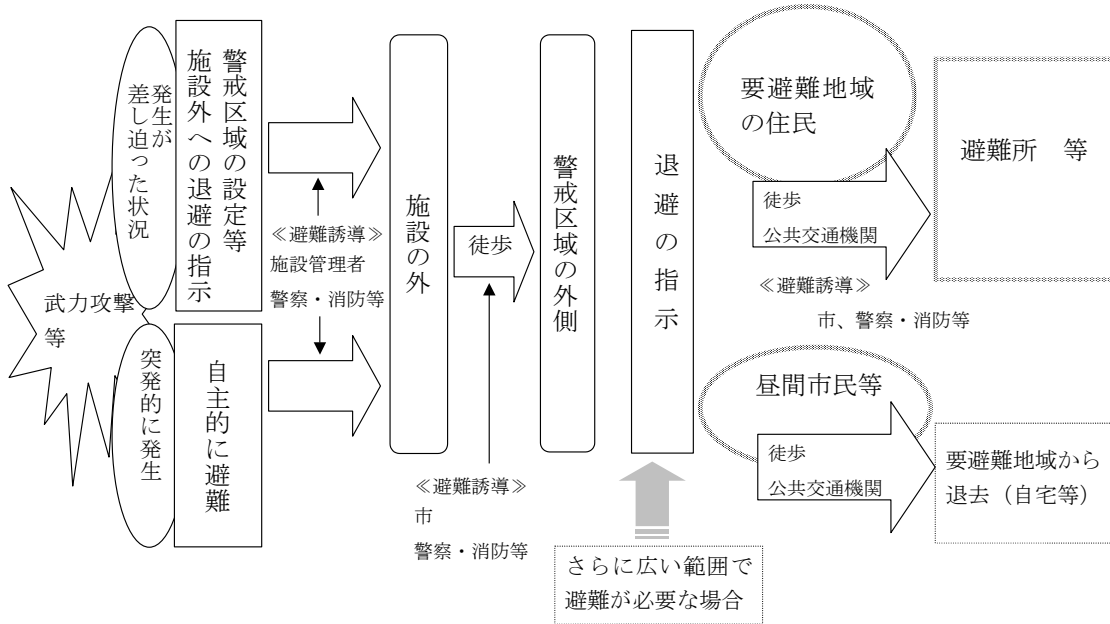 武力攻撃
等
発生が
差し迫った状況
突発的に発生
警戒区域の設定等
施設外への退避の指示
自主的に避難
≪避難誘導≫
施設管理者
警察・消防等
施設の外
徒歩
≪避難誘導≫
市
警察・消防等
警戒区域の外側
退避の指示
さらに広い範囲で
避難が必要な場合
要避難地域
の住民
徒歩
公共交通機関
≪避難誘導≫
市、警察・消防等
避難所　等
昼間市民等
徒歩
公共交通機関
要避難地域から
退去（自宅等）